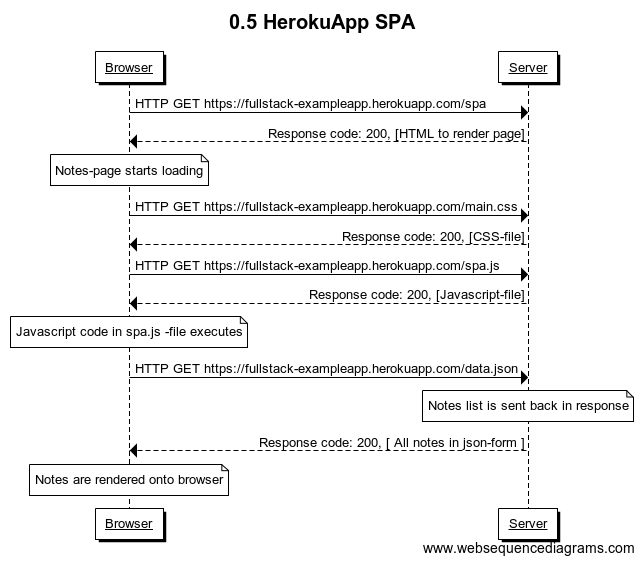 0.5 HerokuApp SPA
Browser
Server
HTTP GET https://fullstack-exampleapp.herokuapp.com/spa
Response code: 200, [HTML to render page]
Notes-page starts loading
HTTP GET https://fullstack-exampleapp.herokuapp.com/main.css
Response code: 200, [CSS-file]
HTTP GET https://fullstack-exampleapp.herokuapp.com/spa.js
Response code: 200, [Javascript-file]
Javascript code in spa.js -file executes
HTTP GET https://fullstack-exampleapp.herokuapp.com/data.json
Notes list is sent back in response
Response code: 200, [ All notes in json-form ]
Notes are rendered onto browser
Browser
Server
www.websequencediagrams.com